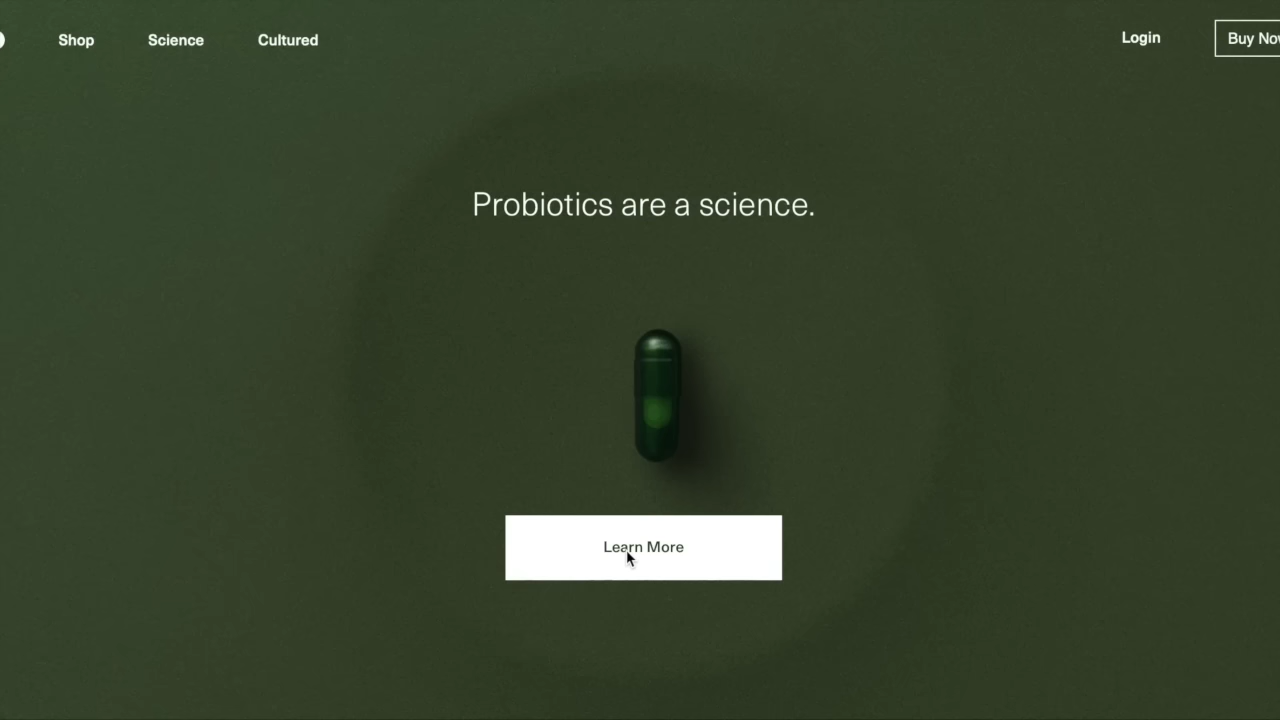 Shop
Science
Cultured
Login
Buy Now
Probiotics are a science.
Learn More